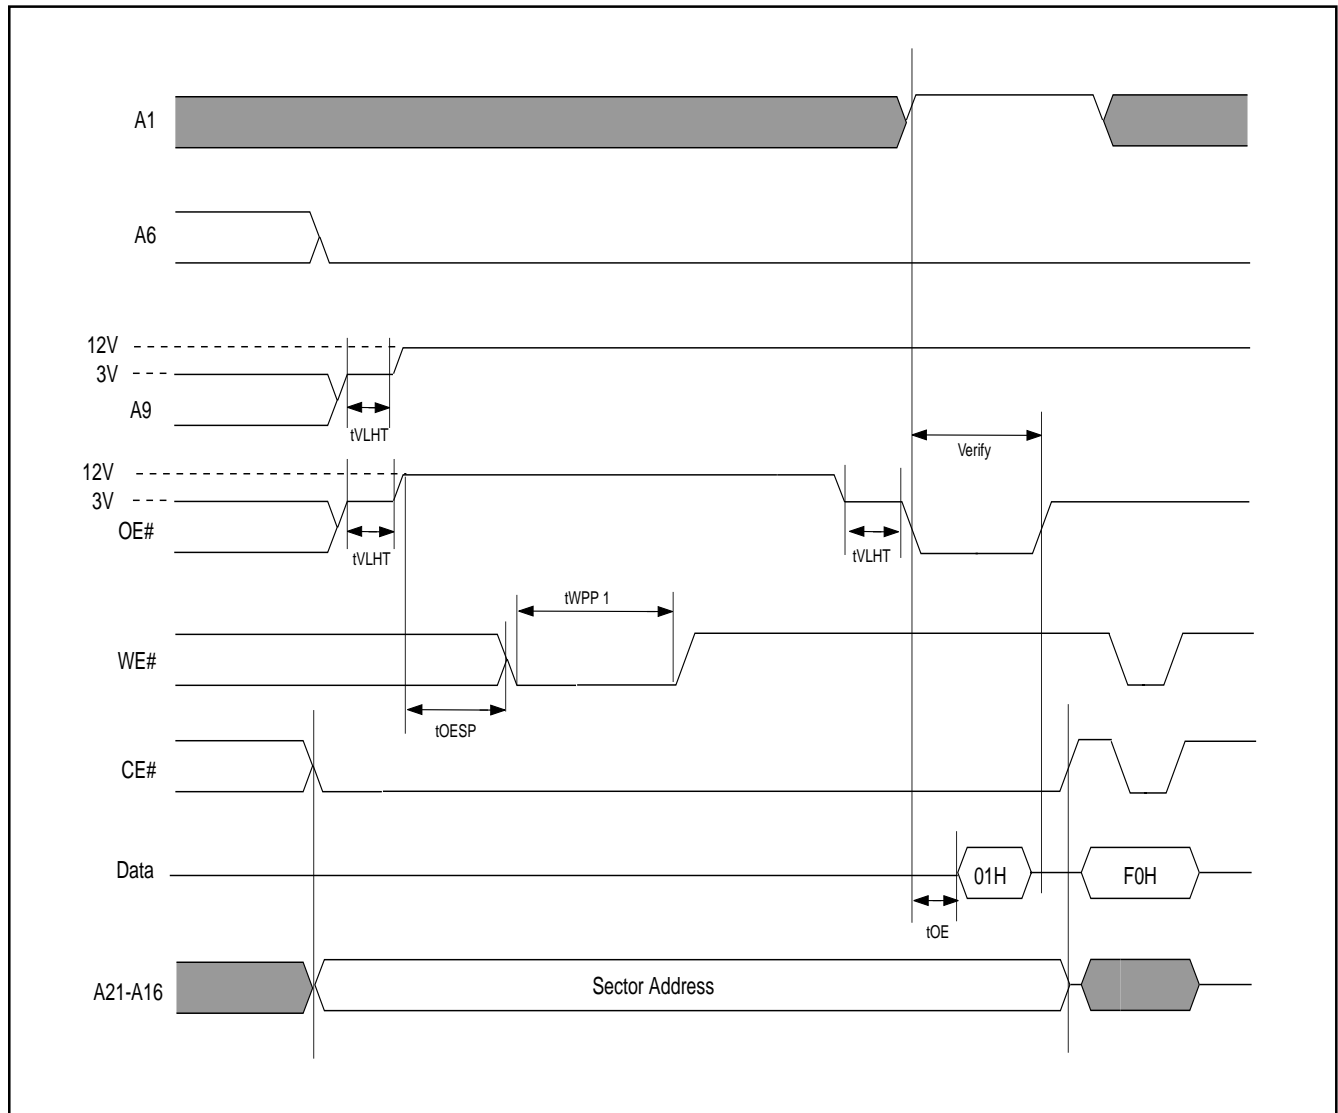 A1
A6
12V
3V
A9
tVLHT
Verify
12V
3V
OE#
tVLHT
tVLHT
tWPP 1
WE#
tOESP
CE#
Data
01H
F0H
tOE
A21-A16
Sector Address